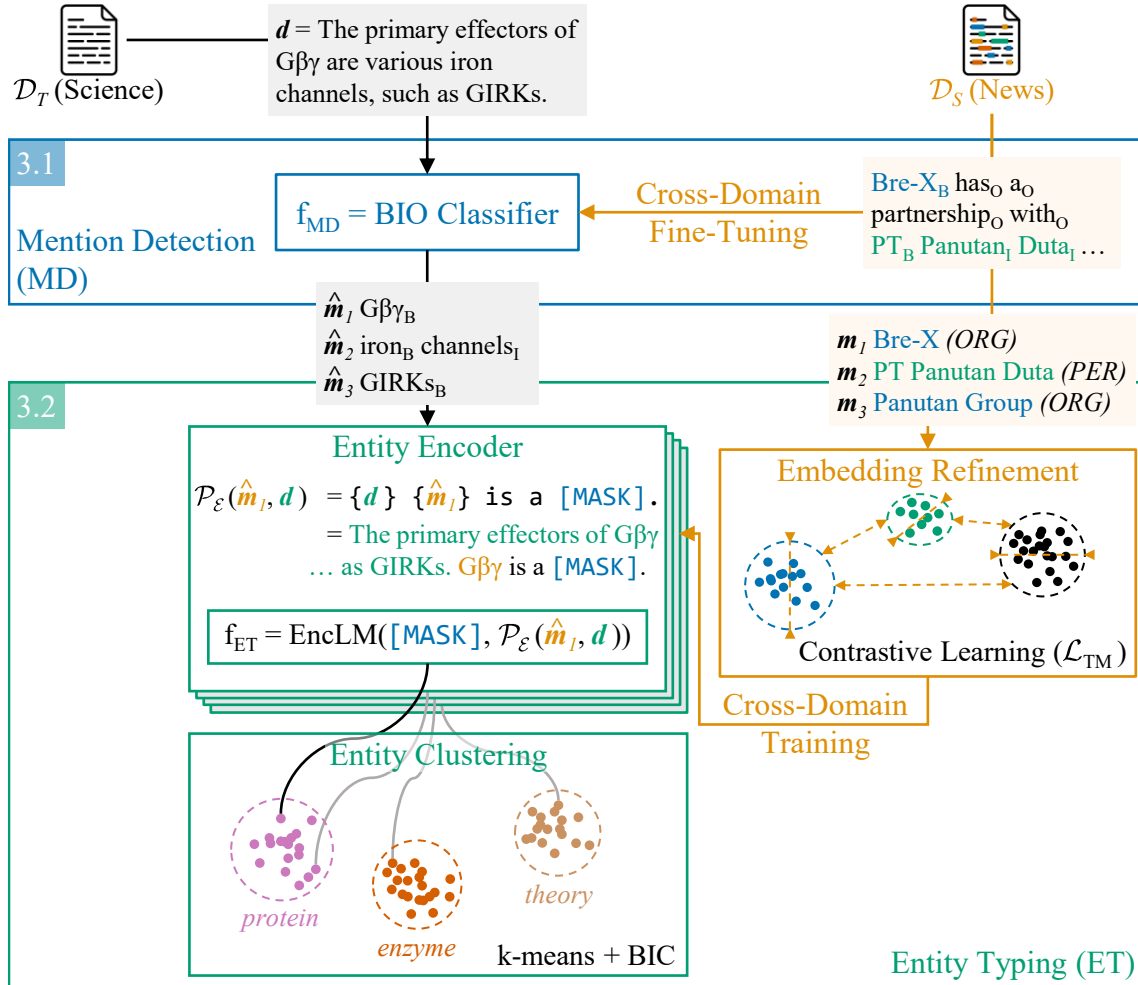 𝒟_T (Science)
d = The primary effectors of
Gβγ are various iron
channels, such as GIRKs.
𝒟_S (News)
3.1
Mention Detection
(MD)
f_MD = BIO Classifier
Cross-Domain
Fine-Tuning
Bre-X_B has_O a_O
partnership_O with_O
PT_B Panutan_I Duta_I …
m̂_1 Gβγ_B
m̂_2 iron_B channels_I
m̂_3 GIRKs_B
m_1 Bre-X (ORG)
m_2 PT Panutan Duta (PER)
m_3 Panutan Group (ORG)
3.2
Entity Encoder
𝒫_ℰ(m̂_1, d) = {d} {m̂_1} is a [MASK].
= The primary effectors of Gβγ
… as GIRKs. Gβγ is a [MASK].
f_ET = EncLM([MASK], 𝒫_ℰ(m̂_1, d))
Embedding Refinement
Contrastive Learning (ℒ_TM)
Cross-Domain
Training
Entity Clustering
protein
enzyme
theory
k-means + BIC
Entity Typing (ET)